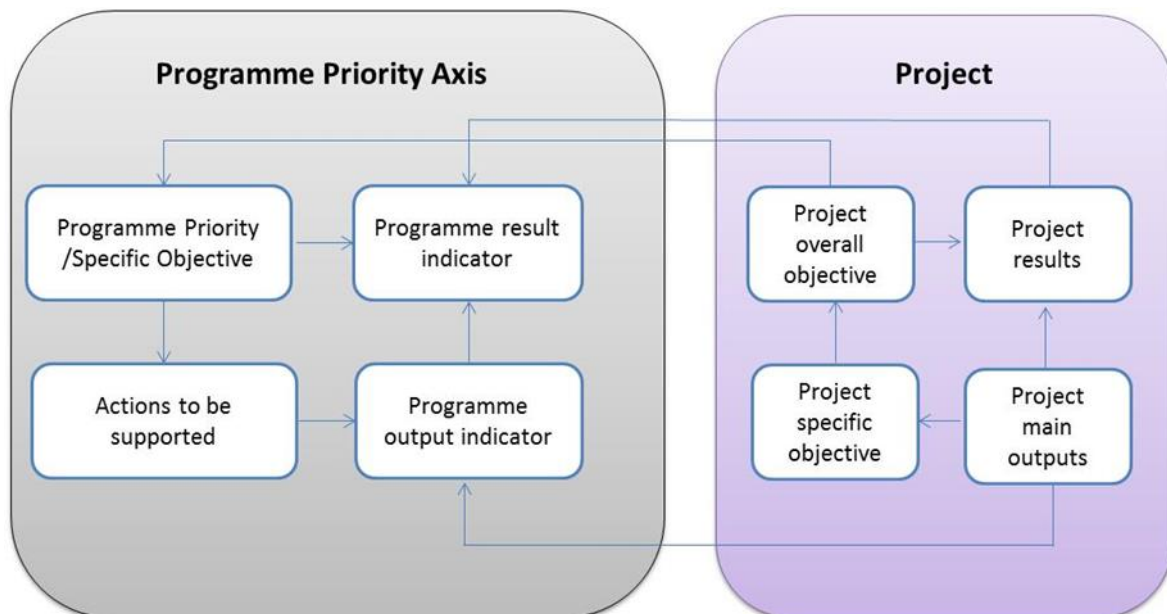 Programme Priority Axis
Programme Priority
/Specific Objective
Programme result
indicator
Actions to be
supported
Programme
output indicator
Project
Project
overall
objective
Project
results
Project
specific
objective
Project
main
outputs